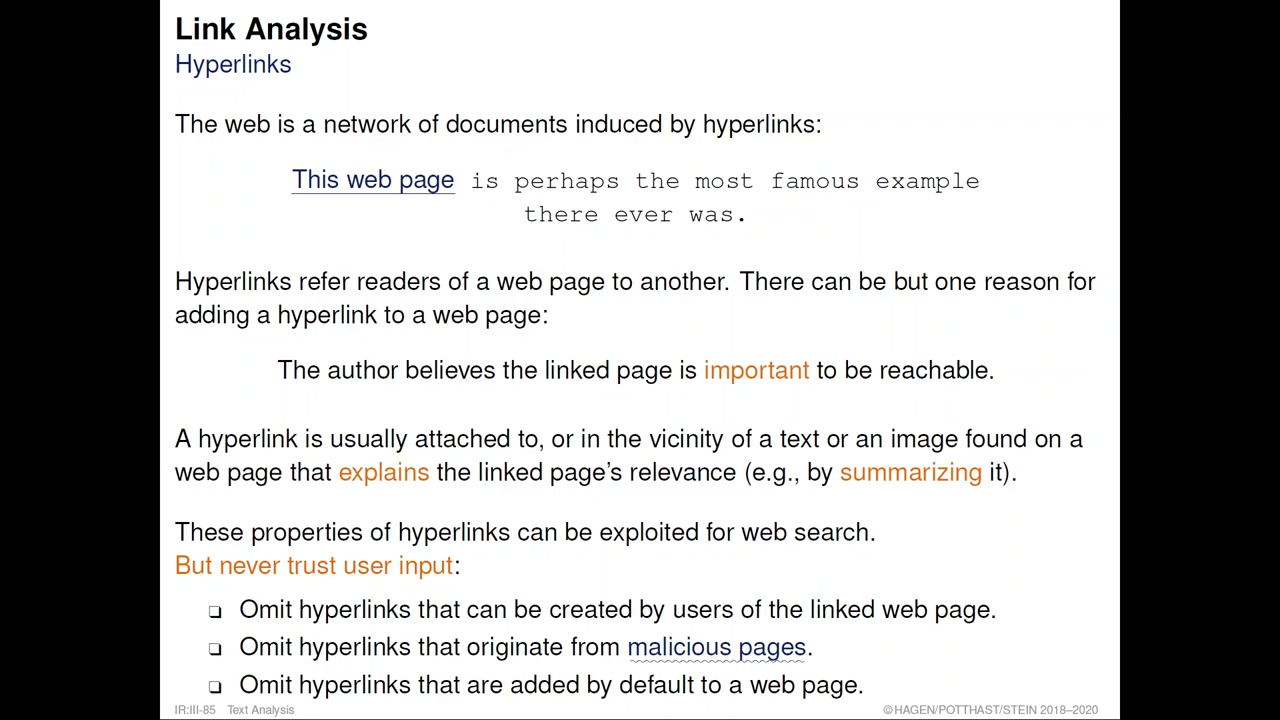 Link Analysis
Hyperlinks
The web is a network of documents induced by hyperlinks:
This web page is perhaps the most famous example
there ever was.
Hyperlinks refer readers of a web page to another. There can be but one reason for
adding a hyperlink to a web page:
The author believes the linked page is important to be reachable.
A hyperlink is usually attached to, or in the vicinity of a text or an image found on a
web page that explains the linked page's relevance (e.g., by summarizing it).
These properties of hyperlinks can be exploited for web search.
But never trust user input:
❑ Omit hyperlinks that can be created by users of the linked web page.
❑ Omit hyperlinks that originate from malicious pages.
❑ Omit hyperlinks that are added by default to a web page.
IR:III-85 Text Analysis ©HAGEN/POTTHAST/STEIN 2018–2020